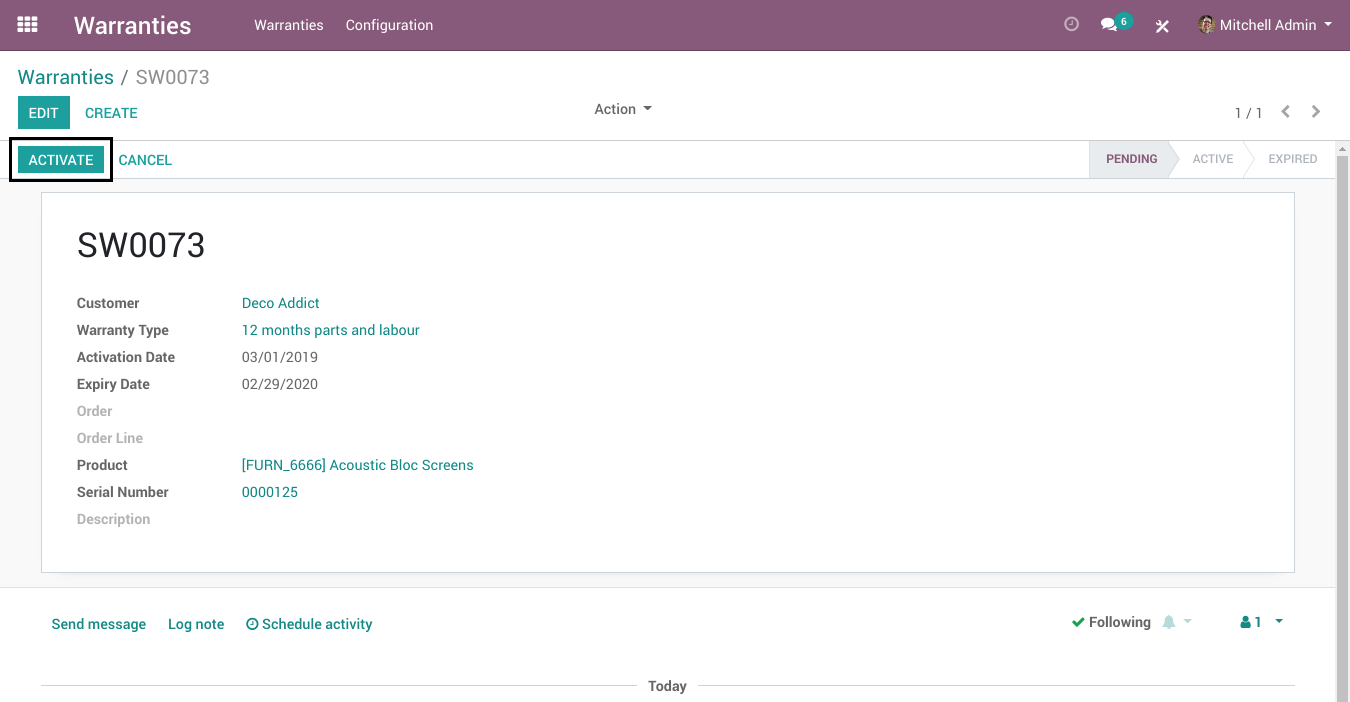 Warranties Warranties Configuration 6 Mitchell Admin
Warranties / SW0073
EDIT CREATE Action 1 / 1
ACTIVATE CANCEL PENDING ACTIVE EXPIRED
SW0073
Customer Deco Addict
Warranty Type 12 months parts and labour
Activation Date 03/01/2019
Expiry Date 02/29/2020
Order
Order Line
Product [FURN_6666] Acoustic Bloc Screens
Serial Number 0000125
Description
Send message Log note Schedule activity Following 1
Today